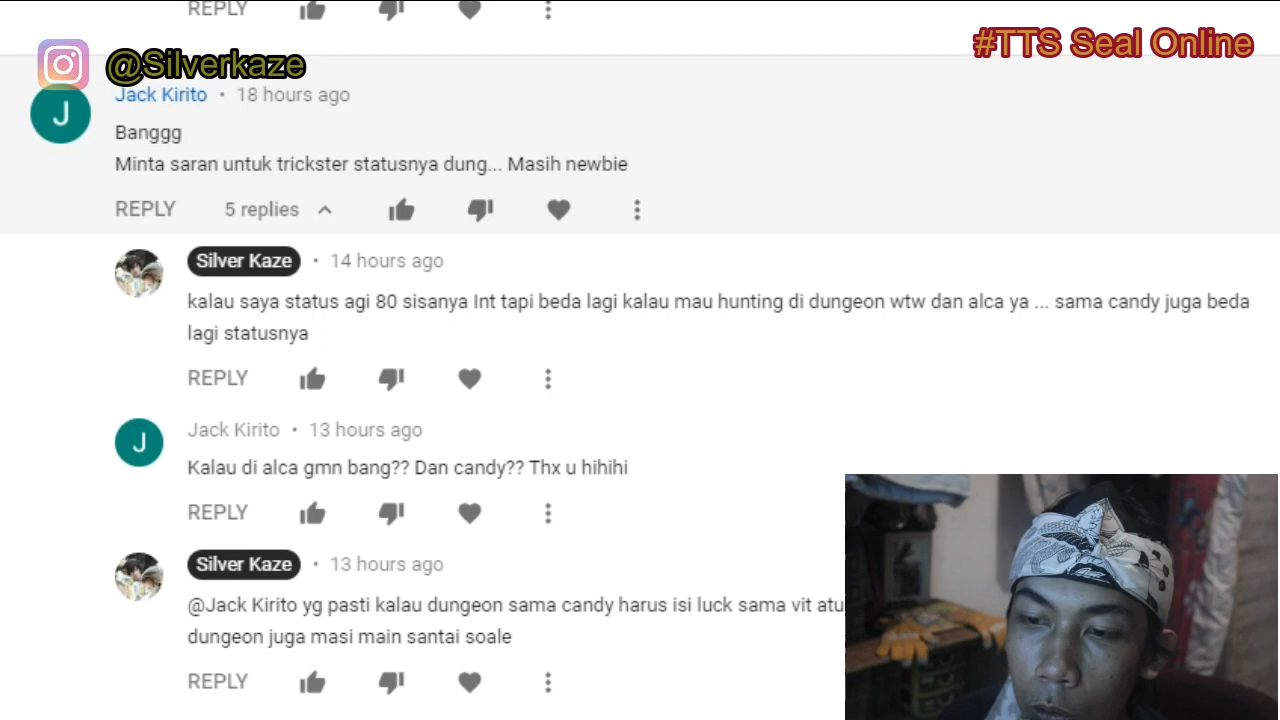 REPLY
@Silverkaze
#TTS Seal Online
J
Jack Kirito • 18 hours ago
Banggg
Minta saran untuk trickster statusnya dung... Masih newbie
REPLY 5 replies
Silver Kaze • 14 hours ago
kalau saya status agi 80 sisanya Int tapi beda lagi kalau mau hunting di dungeon wtw dan alca ya ... sama candy juga beda
lagi statusnya
REPLY
J
Jack Kirito • 13 hours ago
Kalau di alca gmn bang?? Dan candy?? Thx u hihihi
REPLY
Silver Kaze • 13 hours ago
@Jack Kirito yg pasti kalau dungeon sama candy harus isi luck sama vit
dungeon juga masi main santai soale
REPLY